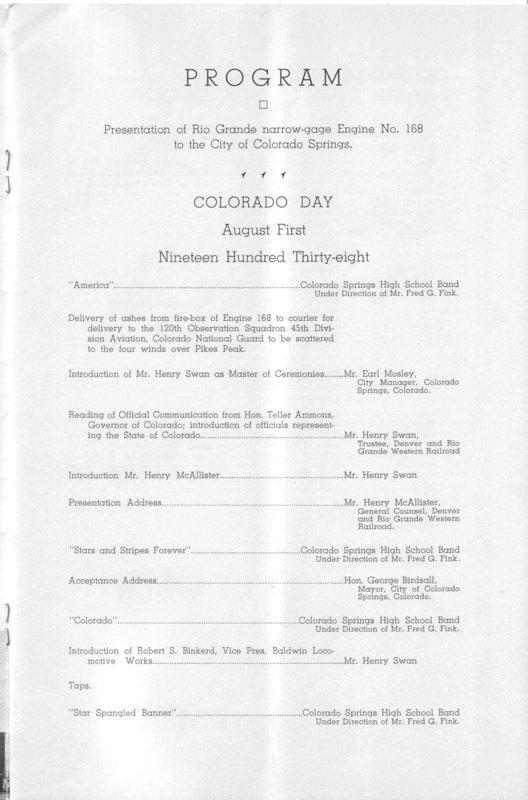 PROGRAM
Presentation of Rio Grande narrow-gage Engine No. 168
to the City of Colorado Springs.
COLORADO DAY
August First
Nineteen Hundred Thirty-eight
"America"....................Colorado Springs High School Band
Under Direction of Mr. Fred G. Fink.
Delivery of ashes from fire-box of Engine 168 to courier for
delivery to the 120th Observation Squadron 45th Divi-
sion Aviation, Colorado National Guard to be scattered
to the four winds over Pikes Peak.
Introduction of Mr. Henry Swan as Master of Ceremonies........Mr. Earl Mosley,
City Manager, Colorado
Springs, Colorado.
Reading of Official Communication from Hon. Teller Ammons,
Governor of Colorado; introduction of officials represent-
ing the State of Colorado....................Mr. Henry Swan,
Trustee, Denver and Rio
Grande Western Railroad
Introduction Mr. Henry McAllister....................Mr. Henry Swan
Presentation Address....................Mr. Henry McAllister,
General Counsel, Denver
and Rio Grande Western
Railroad.
"Stars and Stripes Forever"....................Colorado Springs High School Band
Under Direction of Mr. Fred G. Fink.
Acceptance Address....................Hon. George Birdsall,
Mayor, City of Colorado
Springs, Colorado.
"Colorado"....................Colorado Springs High School Band
Under Direction of Mr. Fred G. Fink.
Introduction of Robert S. Binkerd, Vice Pres. Baldwin Loco-
motive Works....................Mr. Henry Swan
Taps.
"Star Spangled Banner"....................Colorado Springs High School Band
Under Direction of Mr. Fred G. Fink.